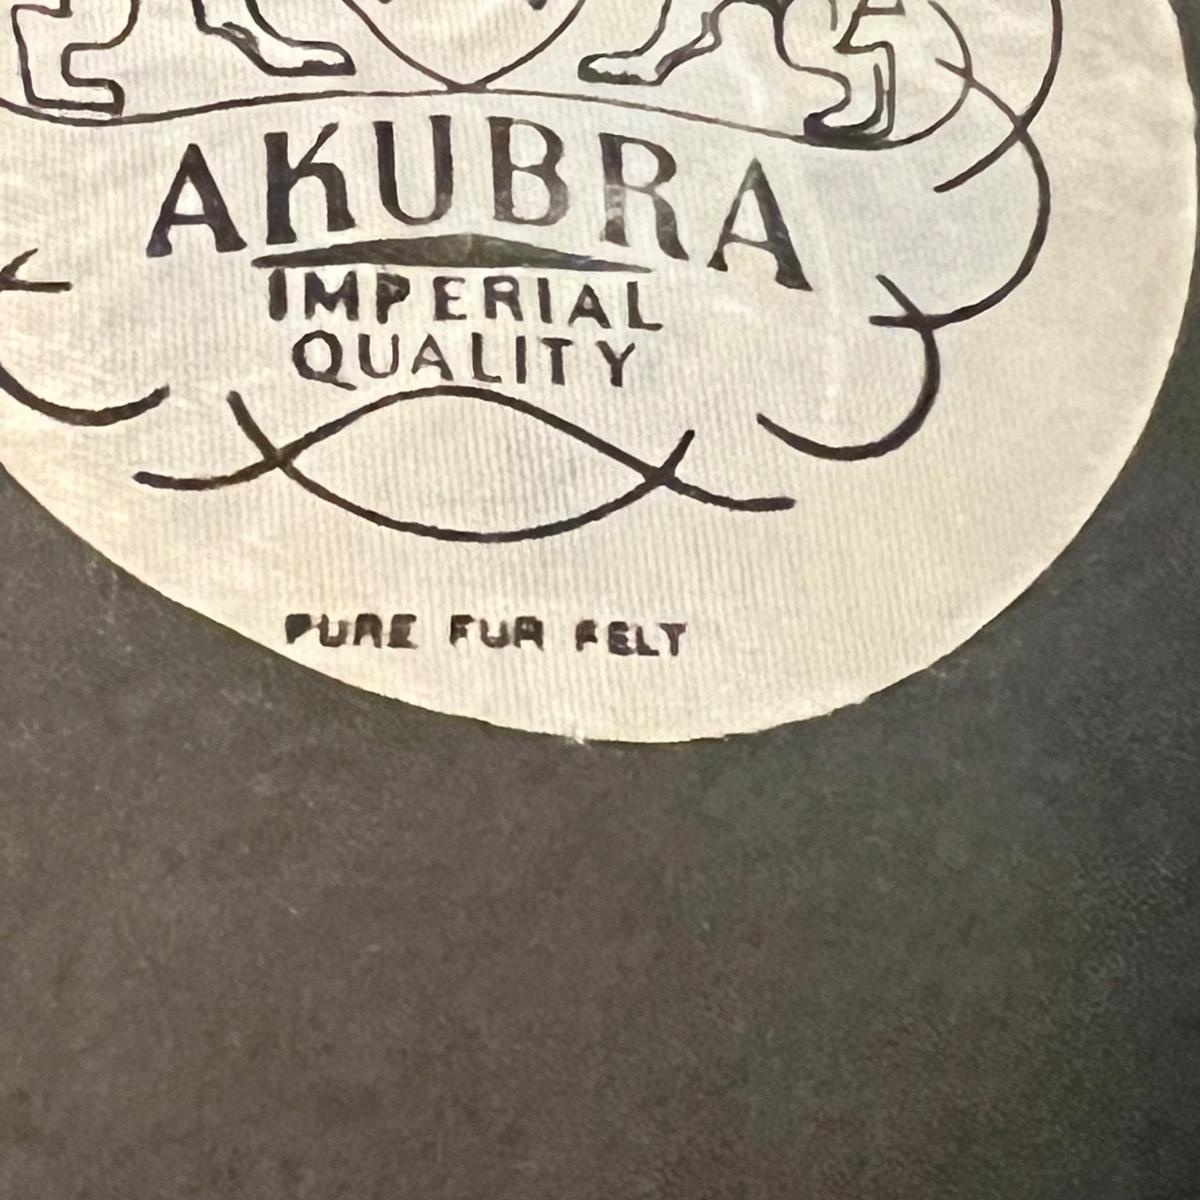 AKUBRA
IMPERIAL
QUALITY
PURE FUR FELT